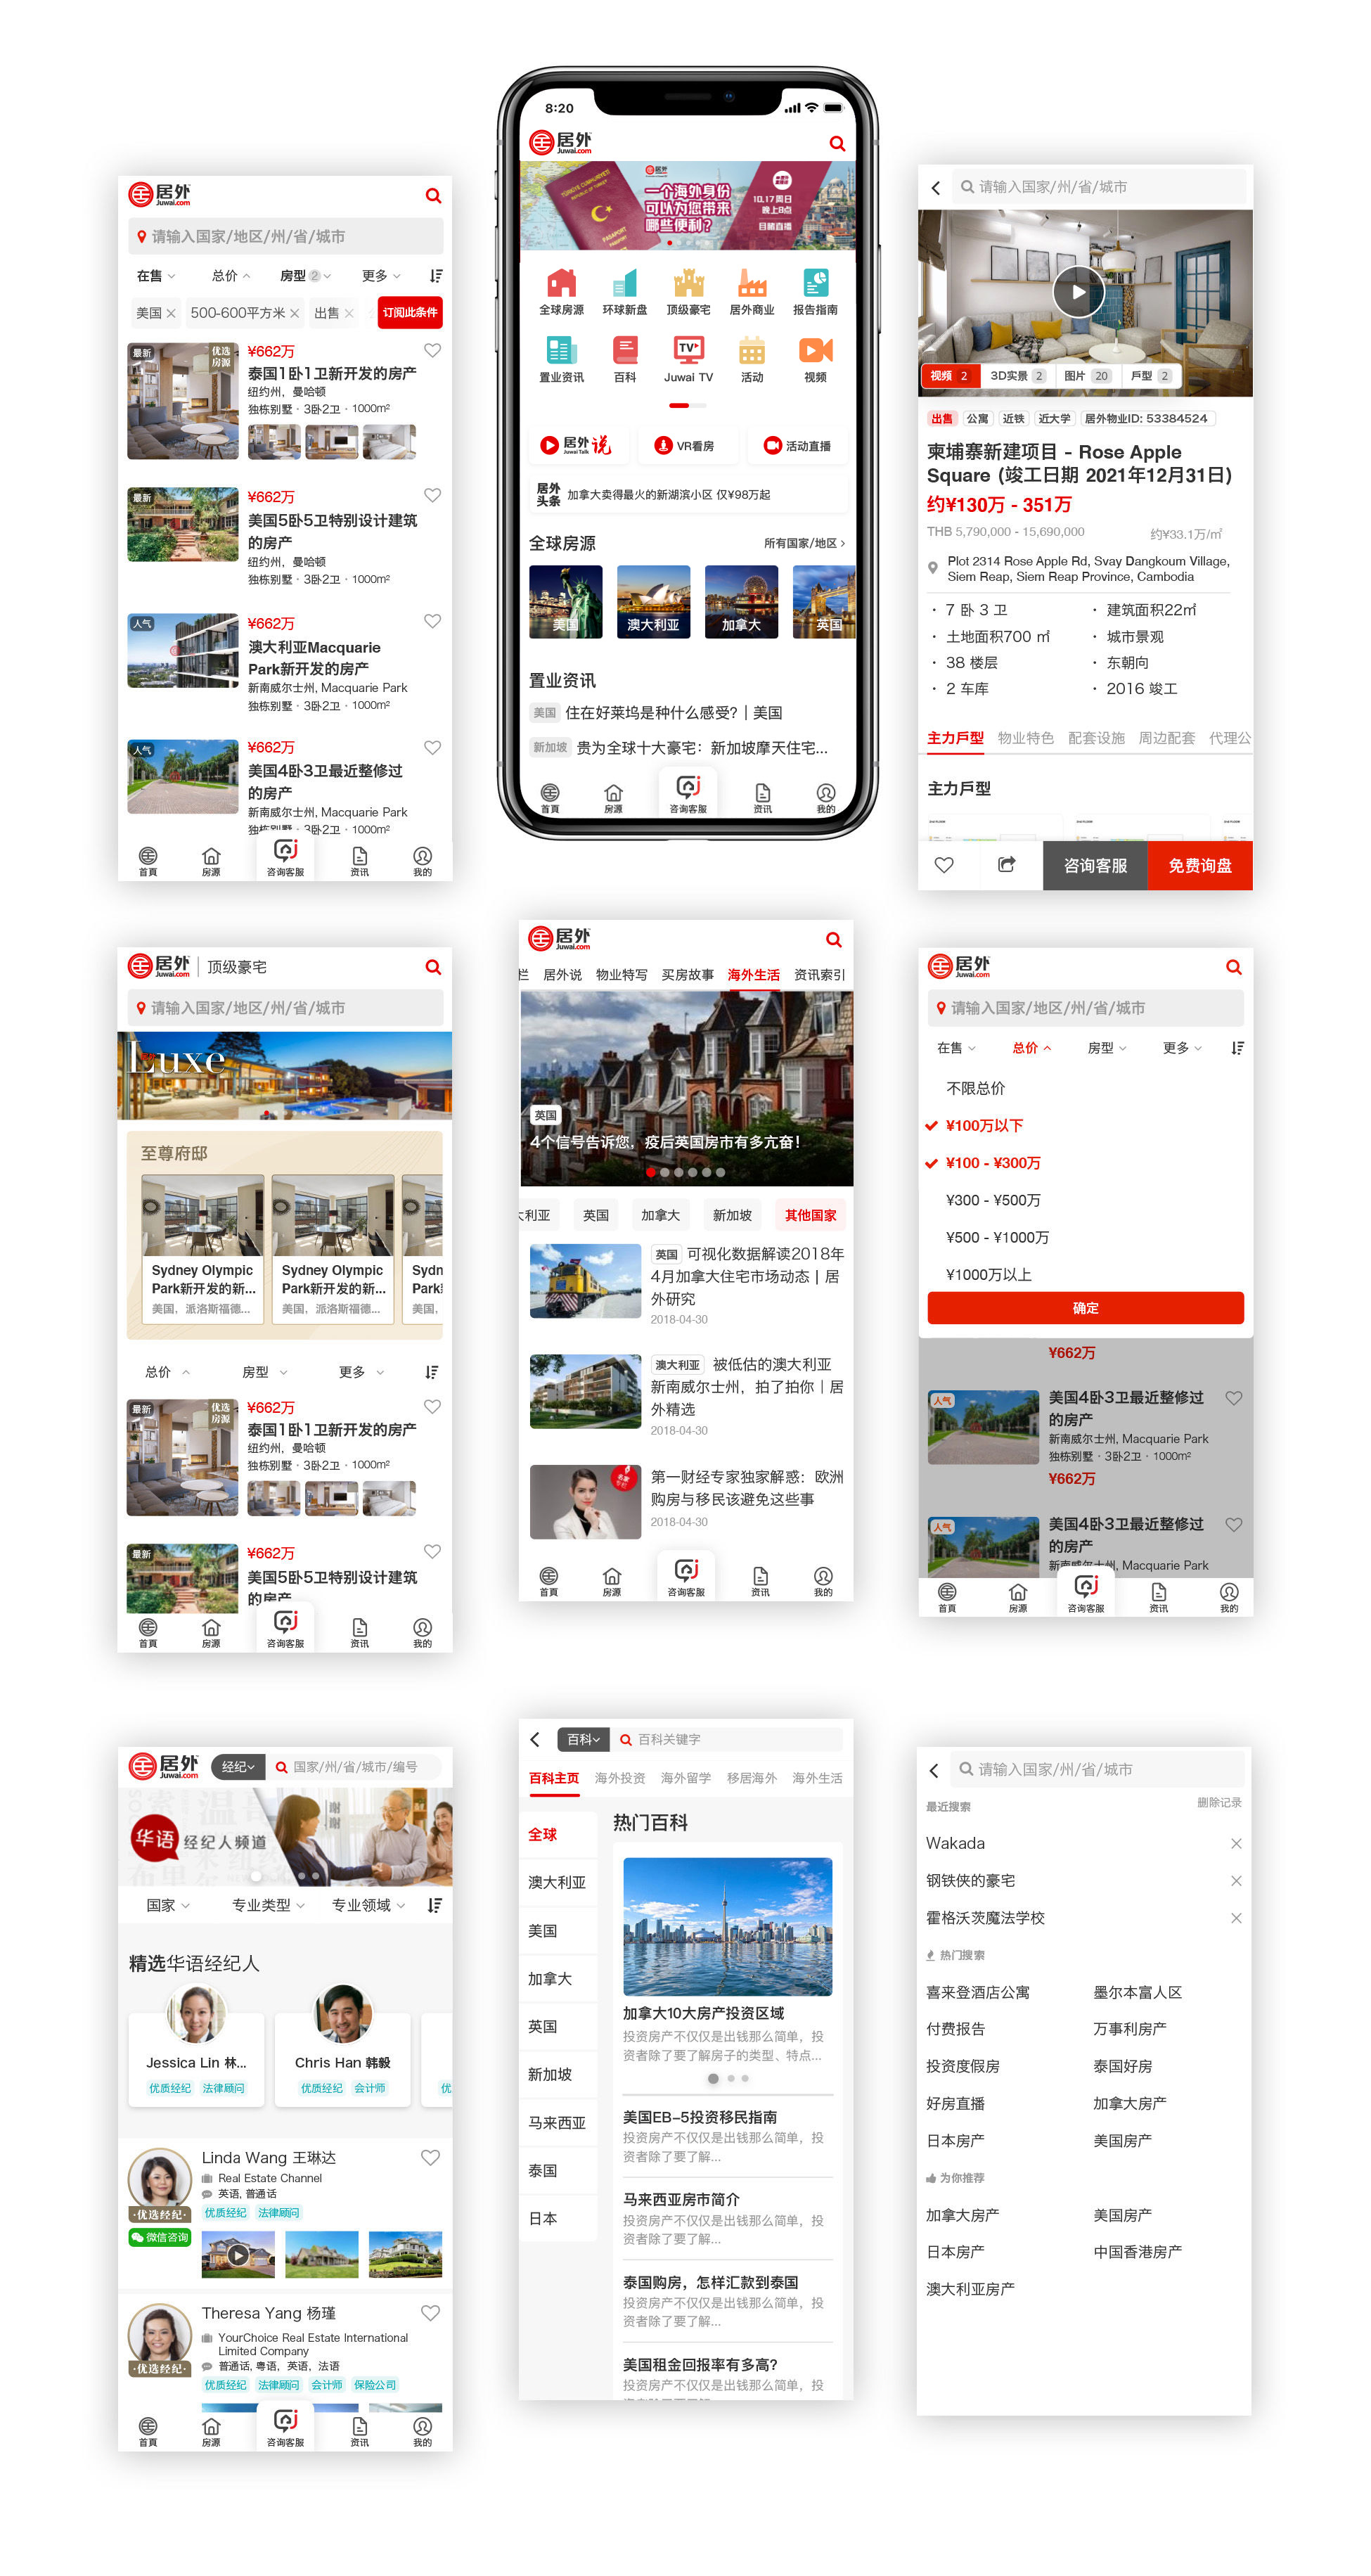 居外
Juwai.com
请输入国家/地区/州/省/城市
在售 总价 房型 2 更多
美国 × 500-600平方米 × 出售 × 订阅此条件
最新 优选房源
¥662万
泰国1卧1卫新开发的房产
纽约州，曼哈顿
独栋别墅 · 3卧2卫 · 1000m²
最新
¥662万
美国5卧5卫特别设计建筑
的房产
纽约州，曼哈顿
独栋别墅 · 3卧2卫 · 1000m²
人气
¥662万
澳大利亚Macquarie
Park新开发的房产
新南威尔士州, Macquarie Park
独栋别墅 · 3卧2卫 · 1000m²
人气
¥662万
美国4卧3卫最近整修过
的房产
新南威尔士州, Macquarie Park
独栋别墅 · 3卧2卫 · 1000m²
首頁 房源 咨询客服 资讯 我的
8:20
居外
Juwai.com
居外
TÜRKİYE CUMHURİYETİ
REPUBLIC OF TURKEY
PASAPORT
PASSPORT
一个海外身份
可以为您带来
哪些便利？
10.17 周日
晚上8点
目瞻直播
全球房源 环球新盘 顶级豪宅 居外商业 报告指南
TV
置业资讯 百科 Juwai TV 活动 视频
居外说
Juwai Talk
VR看房
活动直播
居外
头条
加拿大卖得最火的新湖滨小区 仅¥98万起
全球房源 所有国家/地区
美国 澳大利亚 加拿大 英国
置业资讯
美国 住在好莱坞是种什么感受？| 美国
新加坡 贵为全球十大豪宅：新加坡摩天住宅...
首頁 房源 咨询客服 资讯 我的
请输入国家/州/省/城市
视频 2 3D实景 2 图片 20 戶型 2
出售 公寓 近铁 近大学 居外物业ID: 53384524
柬埔寨新建项目 - Rose Apple
Square (竣工日期 2021年12月31日)
约¥130万 - 351万
THB 5,790,000 - 15,690,000 约¥33.1万/㎡
Plot 2314 Rose Apple Rd, Svay Dangkoum Village,
Siem Reap, Siem Reap Province, Cambodia
· 7 卧 3 卫 · 建筑面积22㎡
· 土地面积700 ㎡ · 城市景观
· 38 楼层 · 东朝向
· 2 车库 · 2016 竣工
主力戶型 物业特色 配套设施 周边配套 代理公
主力戶型
咨询客服 免费询盘
居外
Juwai.com
顶级豪宅
请输入国家/地区/州/省/城市
Luxe
至尊府邸
Sydney Olympic
Park新开发的新...
美国，派洛斯福德...
Sydney Olympic
Park新开发的新...
美国，派洛斯福德...
Sydn
Park新
美国，
总价 房型 更多
最新 优选房源
¥662万
泰国1卧1卫新开发的房产
纽约州，曼哈顿
独栋别墅 · 3卧2卫 · 1000m²
最新
¥662万
美国5卧5卫特别设计建筑
的房产
首頁 房源 咨询客服 资讯 我的
居外
Juwai.com
栏 居外说 物业特写 买房故事 海外生活 资讯索引
英国
4个信号告诉您，疫后英国房市有多亢奋！
大利亚 英国 加拿大 新加坡 其他国家
英国 可视化数据解读2018年
4月加拿大住宅市场动态 | 居
外研究
2018-04-30
澳大利亚 被低估的澳大利亚
新南威尔士州，拍了拍你 | 居
外精选
2018-04-30
第一财经专家独家解惑：欧洲
购房与移民该避免这些事
2018-04-30
首頁 房源 咨询客服 资讯 我的
居外
Juwai.com
请输入国家/地区/州/省/城市
在售 总价 房型 更多
不限总价
¥100万以下
¥100 - ¥300万
¥300 - ¥500万
¥500 - ¥1000万
¥1000万以上
确定
¥662万
人气
美国4卧3卫最近整修过
的房产
新南威尔士州, Macquarie Park
独栋别墅 · 3卧2卫 · 1000m²
¥662万
人气
美国4卧3卫最近整修过
的房产
新南威尔士州, Macquarie Park
首頁 房源 咨询客服 资讯 我的
居外
Juwai.com
经纪 国家/州/省/城市/编号
华语 经纪人频道
谢谢
国家 专业类型 专业领域
精选华语经纪人
Jessica Lin 林...
优质经纪 法律顾问
Chris Han 韩毅
优质经纪 会计师
优
Linda Wang 王琳达
Real Estate Channel
英语, 普通话
·优选经纪·
优质经纪 法律顾问
微信咨询
Theresa Yang 杨瑾
YourChoice Real Estate International
Limited Company
普通话, 粤语，英语，法语
·优选经纪·
优质经纪 法律顾问 会计师 保险公司
首頁 房源 咨询客服 资讯 我的
百科 百科关键字
百科主页 海外投资 海外留学 移居海外 海外生活
全球
澳大利亚
美国
加拿大
英国
新加坡
马来西亚
泰国
日本
热门百科
加拿大10大房产投资区域
投资房产不仅仅是出钱那么简单，投
资者除了要了解房子的类型、特点...
美国EB-5投资移民指南
投资房产不仅仅是出钱那么简单，投
资者除了要了解...
马来西亚房市简介
投资房产不仅仅是出钱那么简单，投
资者除了要了解...
泰国购房，怎样汇款到泰国
投资房产不仅仅是出钱那么简单，投
资者除了要了解...
美国租金回报率有多高？
投资房产不仅仅是出钱那么简单，投
请输入国家/州/省/城市
最近搜索 删除记录
Wakada ×
钢铁侠的豪宅 ×
霍格沃茨魔法学校 ×
热门搜索
喜来登酒店公寓 墨尔本富人区
付费报告 万事利房产
投资度假房 泰国好房
好房直播 加拿大房产
日本房产 美国房产
为你推荐
加拿大房产 美国房产
日本房产 中国香港房产
澳大利亚房产